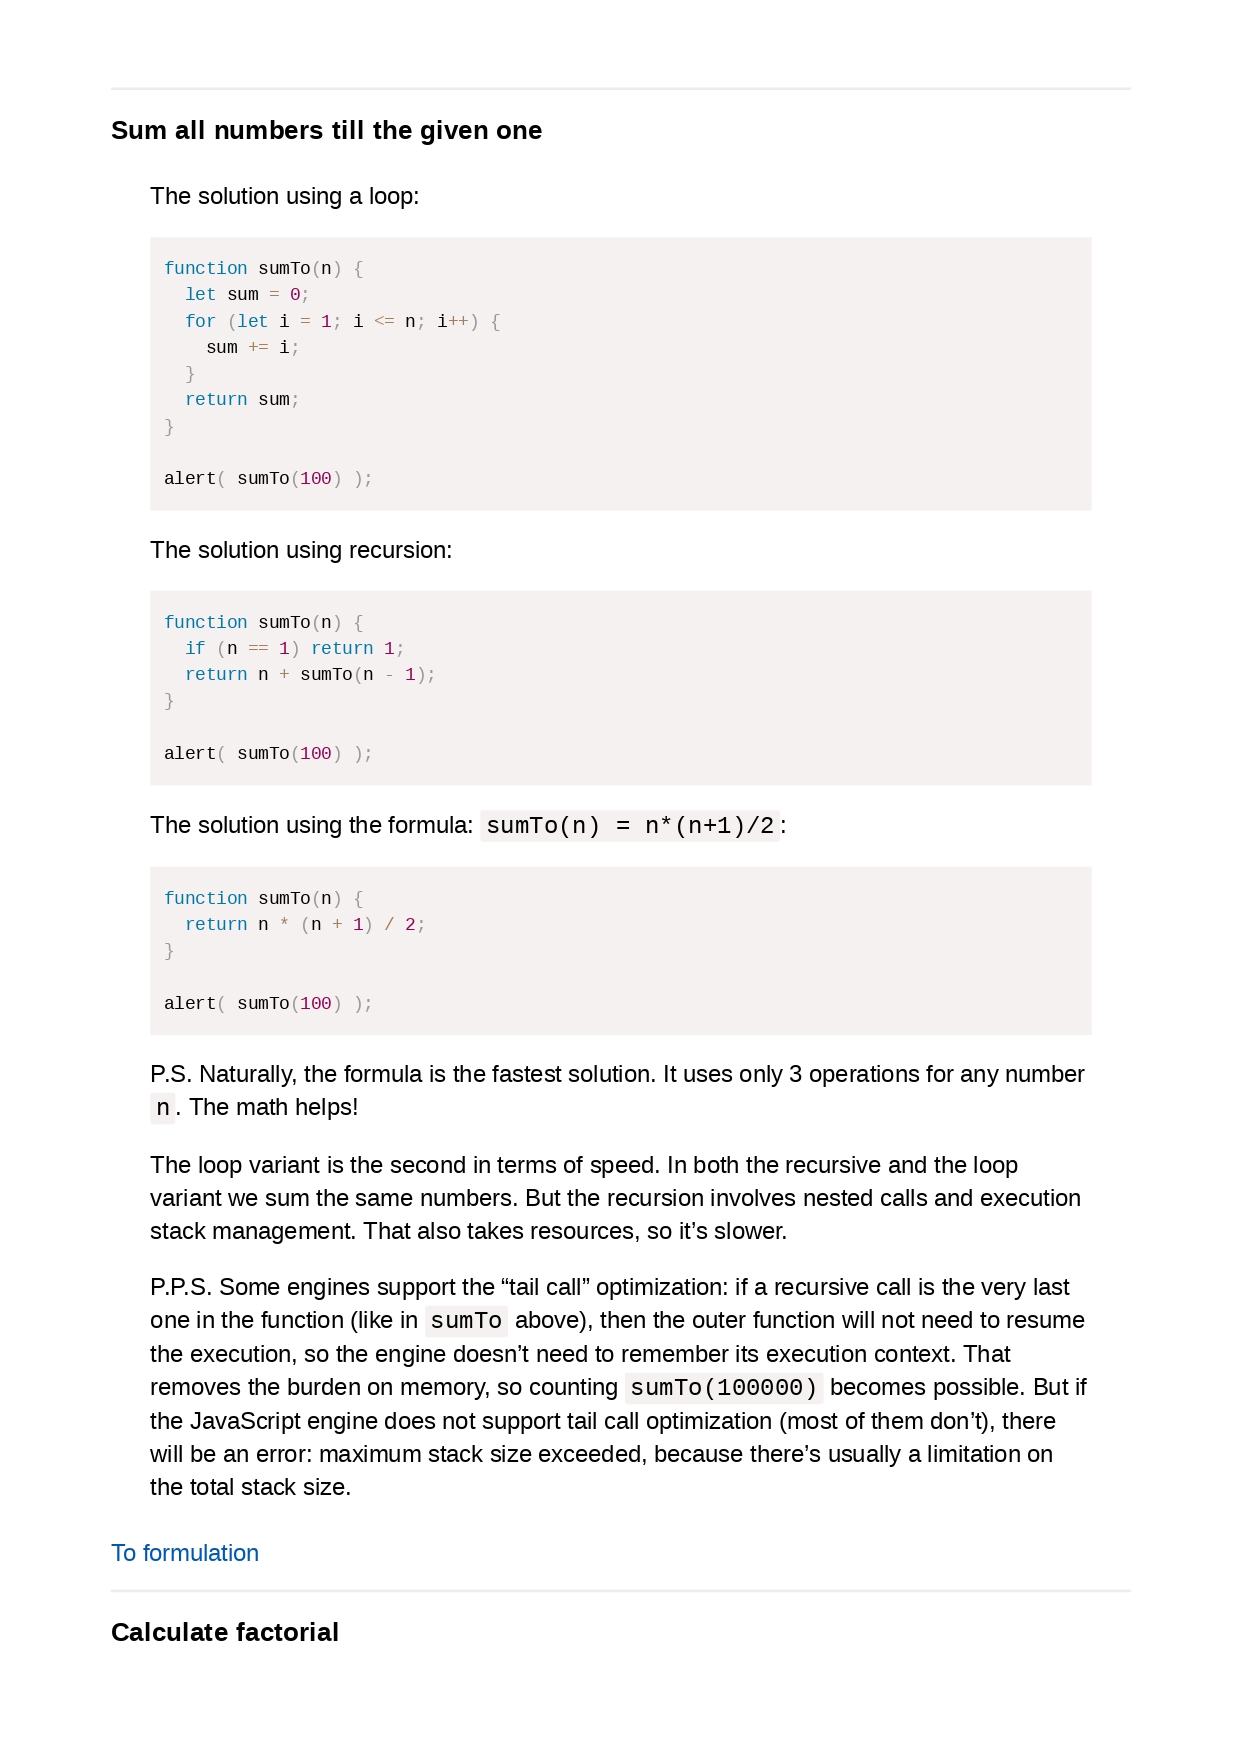 Sum all numbers till the given one
The solution using a loop:
function sumTo(n) {
  let sum = 0;
  for (let i = 1; i <= n; i++) {
    sum += i;
  }
  return sum;
}
alert( sumTo(100) );
The solution using recursion:
function sumTo(n) {
  if (n == 1) return 1;
  return n + sumTo(n - 1);
}
alert( sumTo(100) );
The solution using the formula: sumTo(n) = n*(n+1)/2:
function sumTo(n) {
  return n * (n + 1) / 2;
}
alert( sumTo(100) );
P.S. Naturally, the formula is the fastest solution. It uses only 3 operations for any number
n. The math helps!
The loop variant is the second in terms of speed. In both the recursive and the loop
variant we sum the same numbers. But the recursion involves nested calls and execution
stack management. That also takes resources, so it’s slower.
P.P.S. Some engines support the “tail call” optimization: if a recursive call is the very last
one in the function (like in sumTo above), then the outer function will not need to resume
the execution, so the engine doesn’t need to remember its execution context. That
removes the burden on memory, so counting sumTo(100000) becomes possible. But if
the JavaScript engine does not support tail call optimization (most of them don’t), there
will be an error: maximum stack size exceeded, because there’s usually a limitation on
the total stack size.
To formulation
Calculate factorial